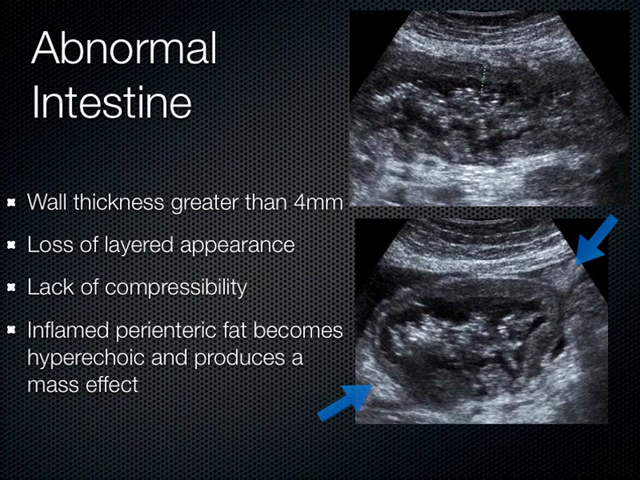 Abnormal
Intestine
Wall thickness greater than 4mm
Loss of layered appearance
Lack of compressibility
Inflamed perienteric fat becomes
hyperechoic and produces a
mass effect